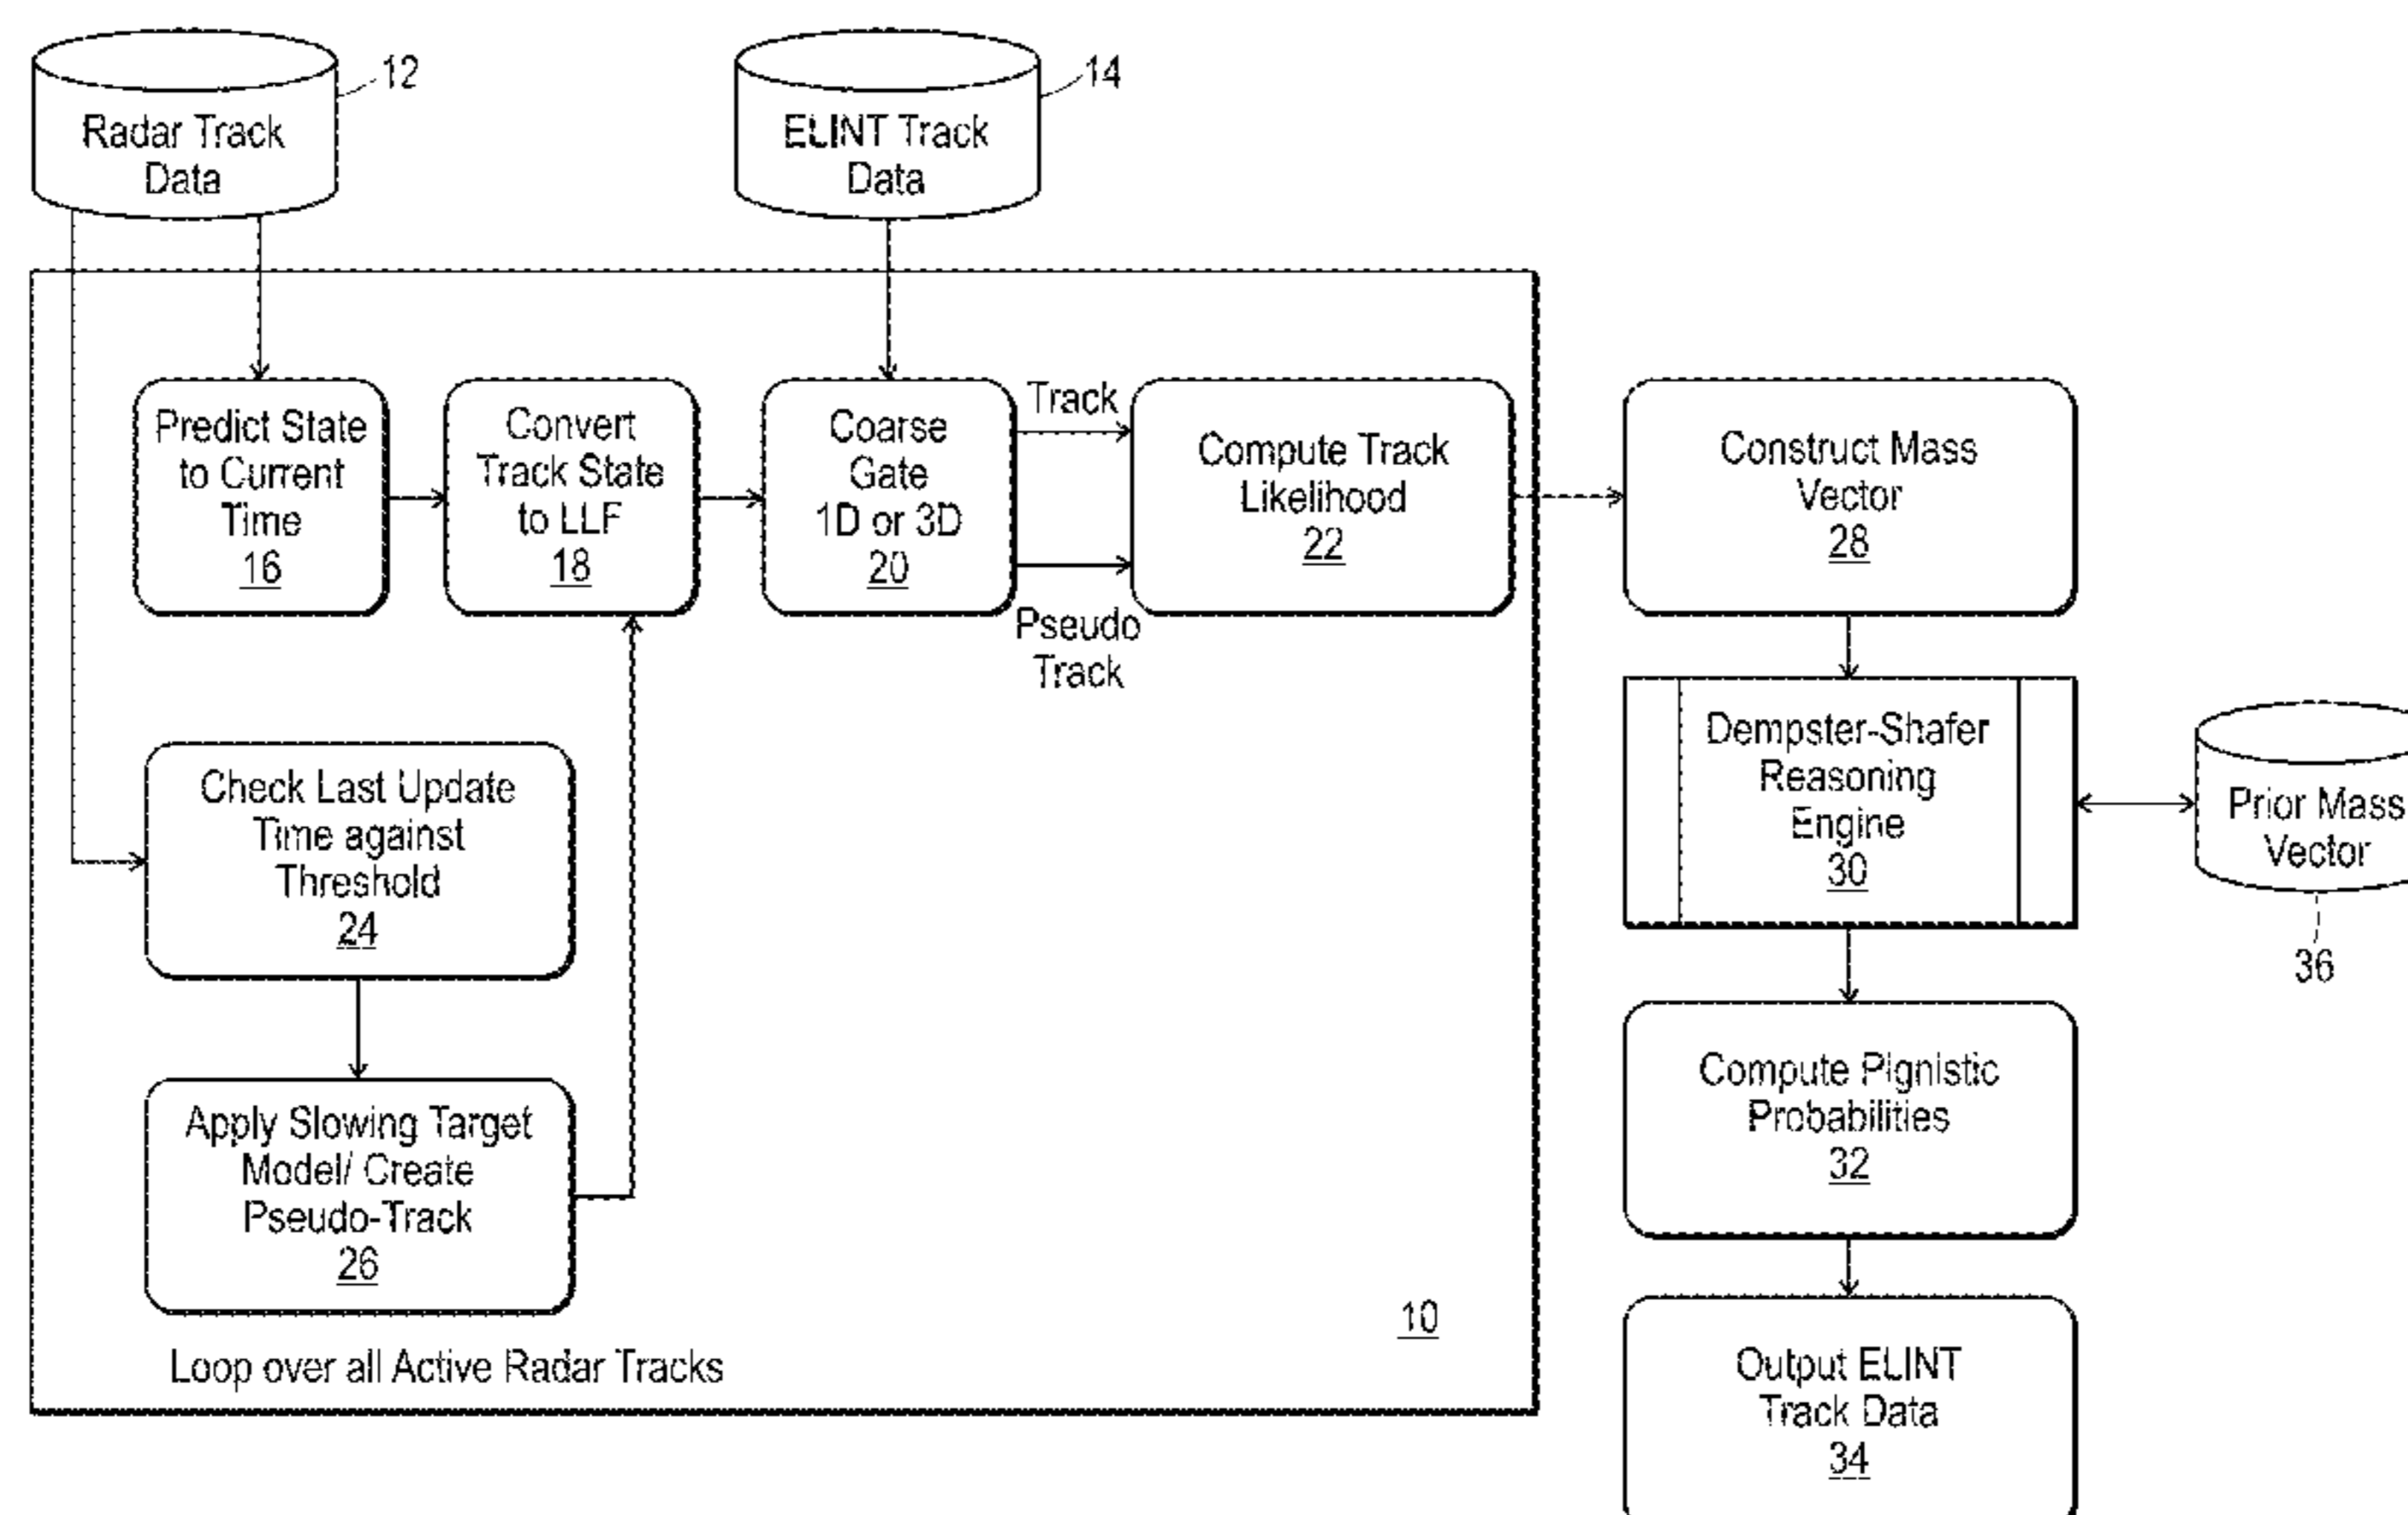 12
14
Radar Track
Data
ELINT Track
Data
Predict State
to Current
Time
16
Convert
Track State
to LLF
18
Coarse
Gate
1D or 3D
20
Track
Pseudo
Track
Compute Track
Likelihood
22
Construct Mass
Vector
28
Check Last Update
Time against
Threshold
24
Dempster-Shafer
Reasoning
Engine
30
Prior Mass
Vector
36
Apply Slowing Target
Model/ Create
Pseudo-Track
26
Compute Pignistic
Probabilities
32
10
Loop over all Active Radar Tracks
Output ELINT
Track Data
34